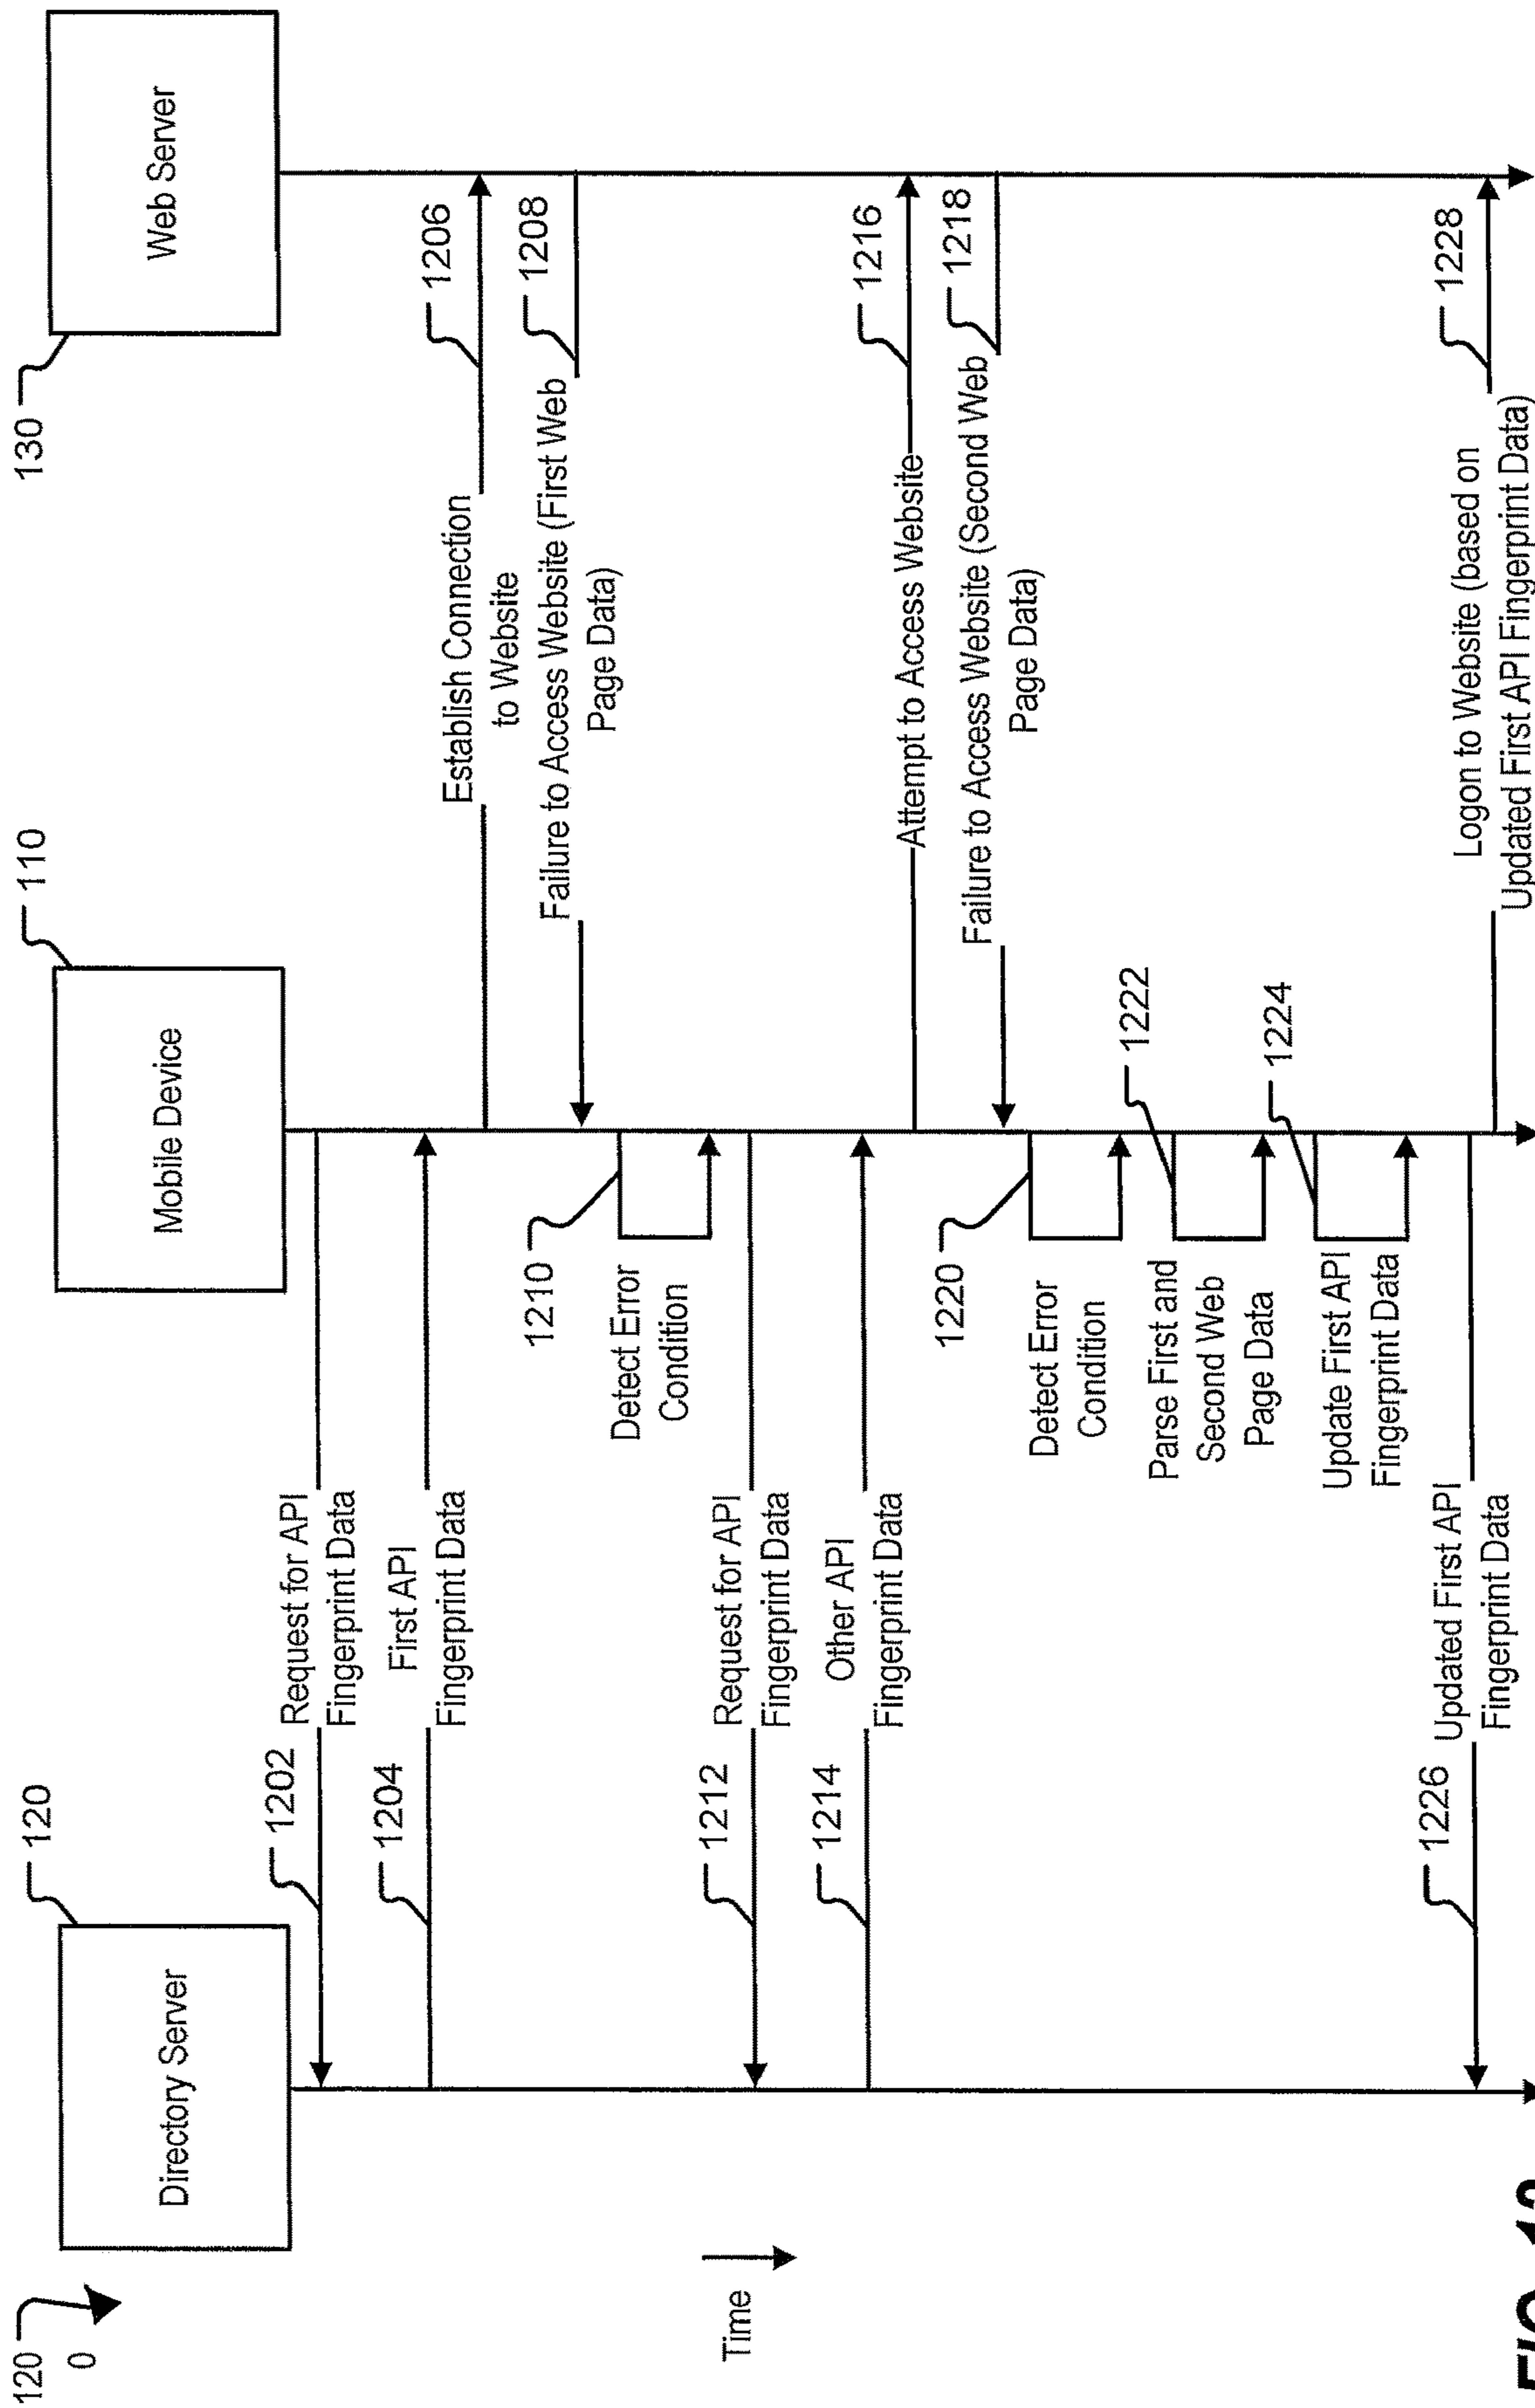 120
0
Directory Server
120
Mobile Device
110
Web Server
130
Time
1202
Request for API
Fingerprint Data
1204
First API
Fingerprint Data
Establish Connection
to Website
1206
Failure to Access Website (First Web
Page Data)
1208
1210
Detect Error
Condition
1212
Request for API
Fingerprint Data
1214
Other API
Fingerprint Data
Attempt to Access Website
1216
Failure to Access Website (Second Web
Page Data)
1218
1220
Detect Error
Condition
1222
Parse First and
Second Web
Page Data
1224
Update First API
Fingerprint Data
1226
Updated First API
Fingerprint Data
Logon to Website (based on
Updated First API Fingerprint Data)
1228